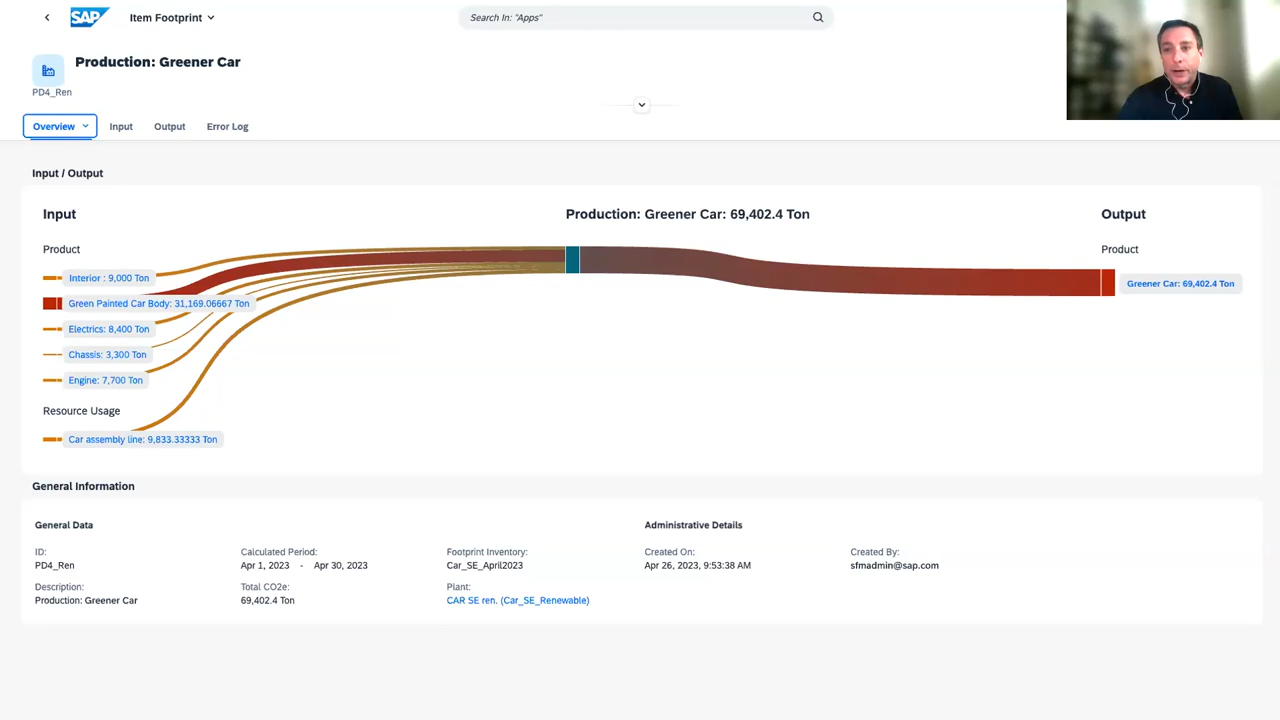 SAP
Item Footprint
Search In: "Apps"
Production: Greener Car
PD4_Ren
Overview
Input
Output
Error Log
Input / Output
Input
Production: Greener Car: 69,402.4 Ton
Output
Product
Product
Interior : 9,000 Ton
Greener Car: 69,402.4 Ton
Green Painted Car Body: 31,169.06667 Ton
Electrics: 8,400 Ton
Chassis: 3,300 Ton
Engine: 7,700 Ton
Resource Usage
Car assembly line: 9,833.33333 Ton
General Information
General Data
Administrative Details
ID:
Calculated Period:
Footprint Inventory:
Created On:
Created By:
PD4_Ren
Apr 1, 2023 - Apr 30, 2023
Car_SE_April2023
Apr 26, 2023, 9:53:38 AM
sfmadmin@sap.com
Description:
Total CO2e:
Plant:
Production: Greener Car
69,402.4 Ton
CAR SE ren. (Car_SE_Renewable)